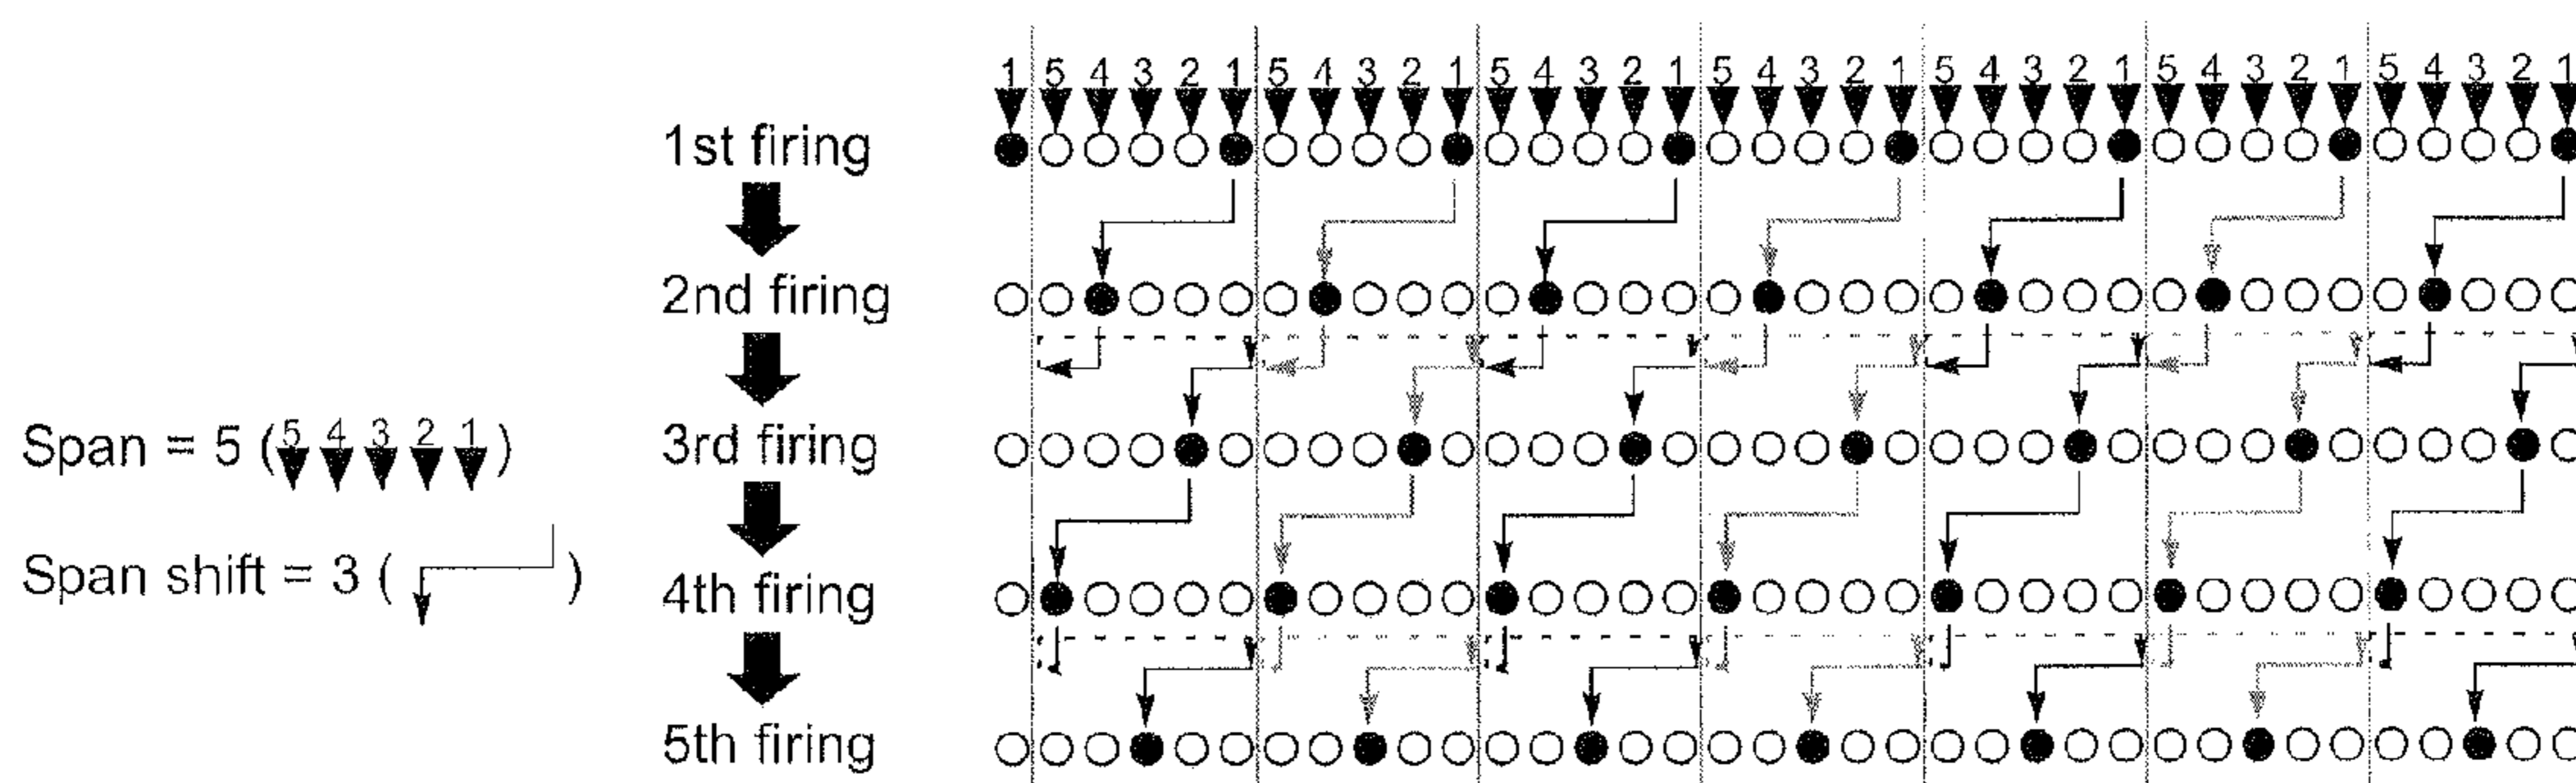 1 5 4 3 2 1 5 4 3 2 1 5 4 3 2 1 5 4 3 2 1 5 4 3 2 1 5 4 3 2 1 5 4 3 2 1
1st firing
2nd firing
3rd firing
4th firing
5th firing
Span = 5 (5 4 3 2 1)
Span shift = 3 ( )